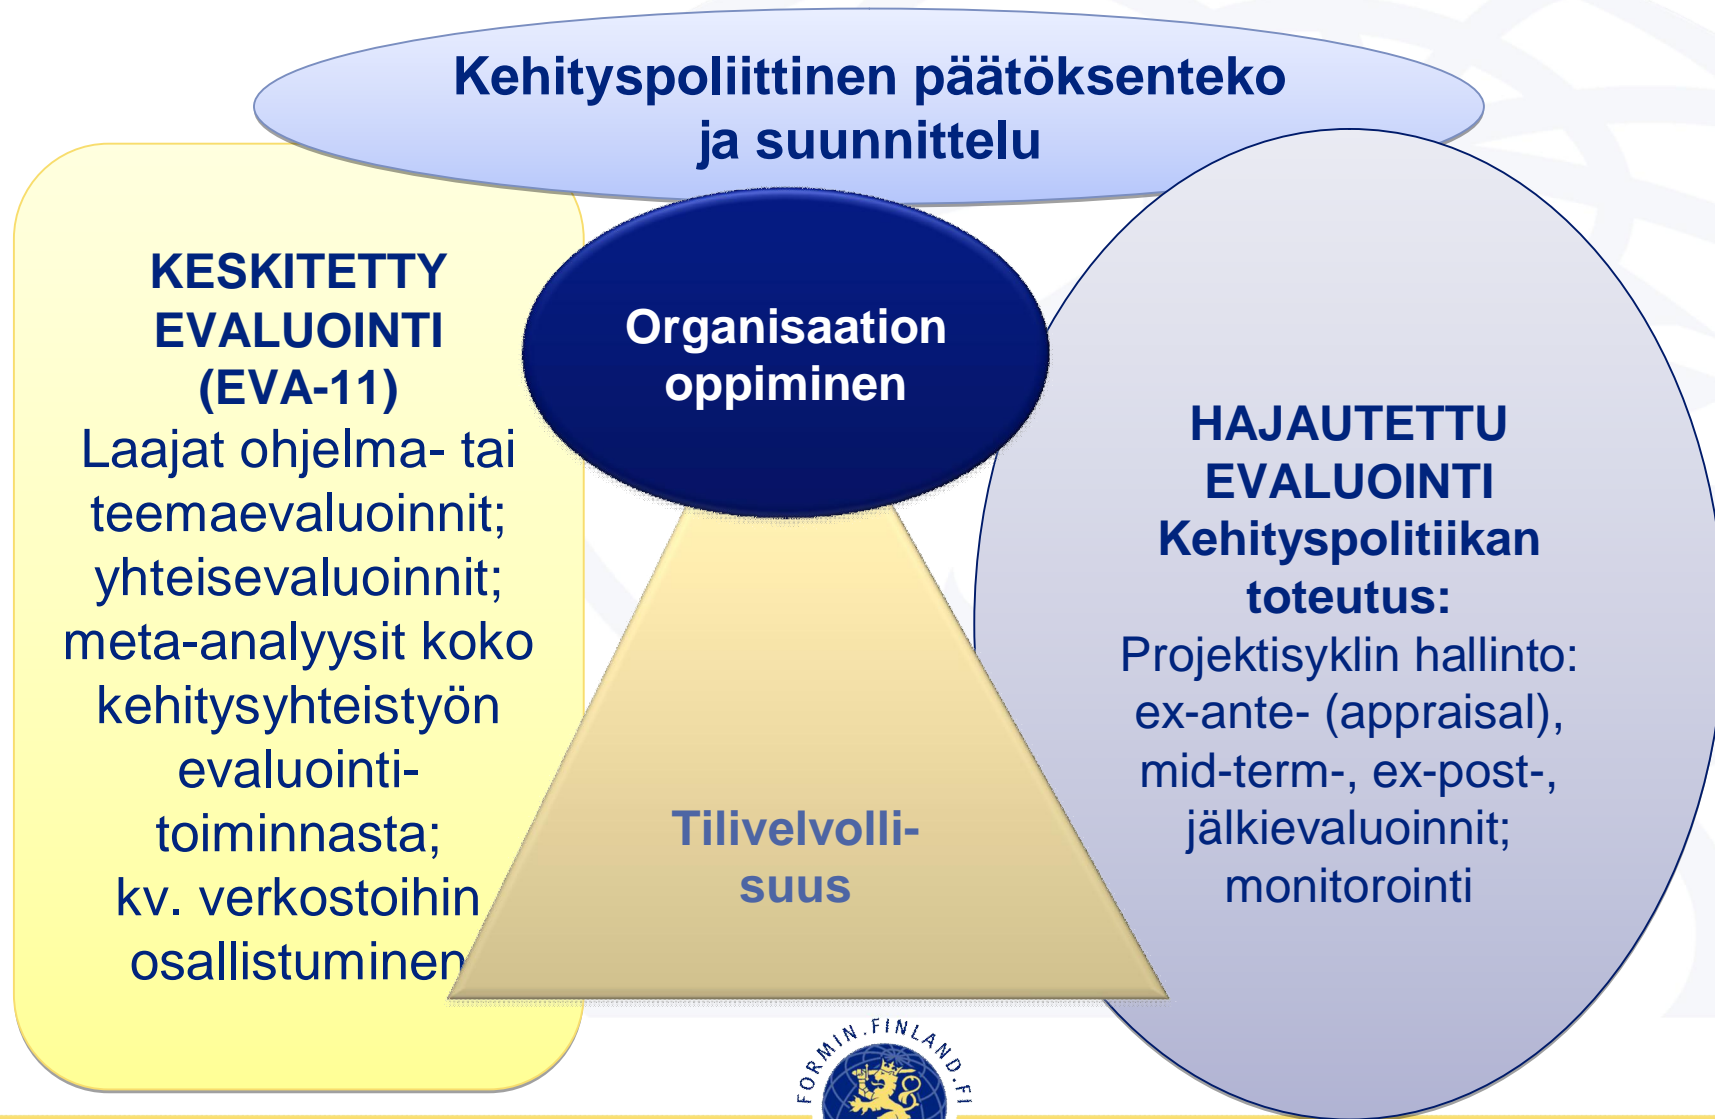 Kehityspoliittinen päätöksenteko
ja suunnittelu
KESKITETTY
EVALUOINTI
(EVA-11)
Laajat ohjelma- tai
teemaevaluoinnit;
yhteisevaluoinnit;
meta-analyysit koko
kehitysyhteistyön
evaluointi-
toiminnasta;
kv. verkostoihin
osallistuminen
Organisaation
oppiminen
Tilivelvolli-
suus
HAJAUTETTU
EVALUOINTI
Kehityspolitiikan
toteutus:
Projektisyklin hallinto:
ex-ante- (appraisal),
mid-term-, ex-post-,
jälkievaluoinnit;
monitorointi
FORMIN.FINLAND.FI